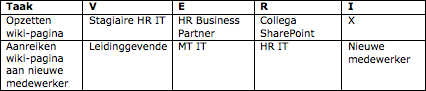 Taak V E R I
Opzetten Stagiaire HR IT HR Business Collega X
wiki-pagina Partner SharePoint
Aanreiken Leidinggevende MT IT HR IT Nieuwe
wiki-pagina medewerker
aan nieuwe
medewerker